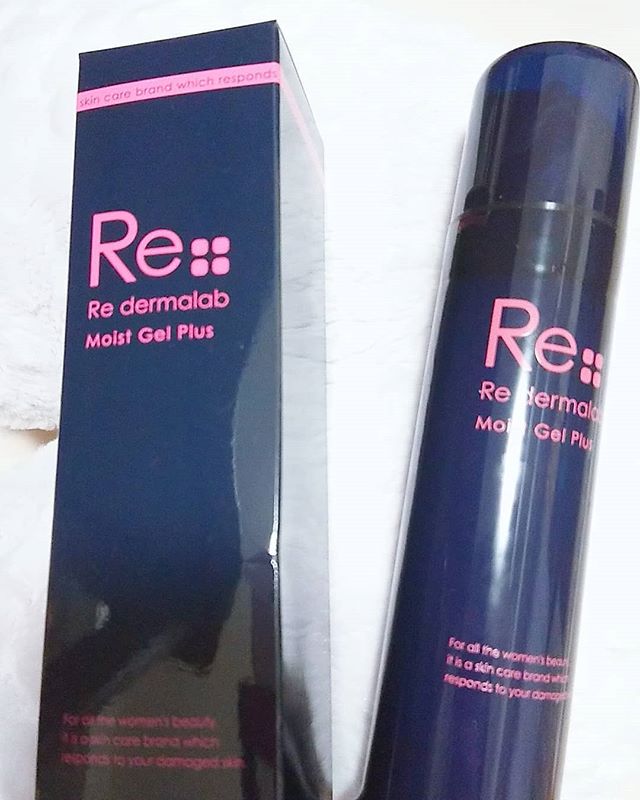 skin care brand which responds
Re
Re dermalab
Moist Gel Plus
For all the women's beauty
it is a skin care brand which
responds to your damaged skin.
Re
Re dermalab
Moist Gel Plus
For all the women's beauty
it is a skin care brand which
responds to your damaged